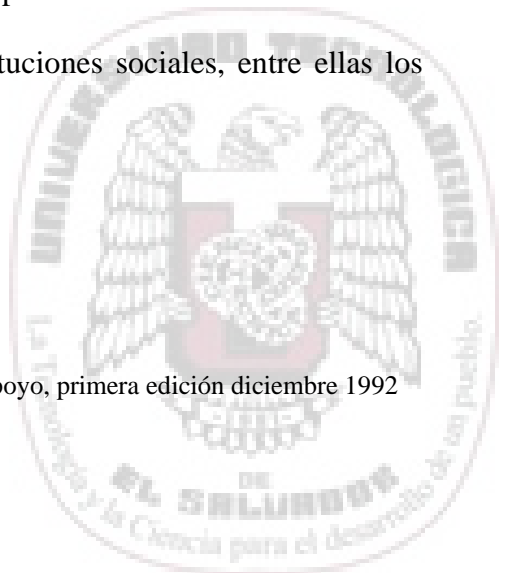 tuciones sociales, entre ellas los
UNIVERSIDAD TECNOLOGICA
La Tecnología y la Ciencia para el desarrollo de un pueblo.
poyo, primera edición diciembre 1992
DE
EL SALVADOR